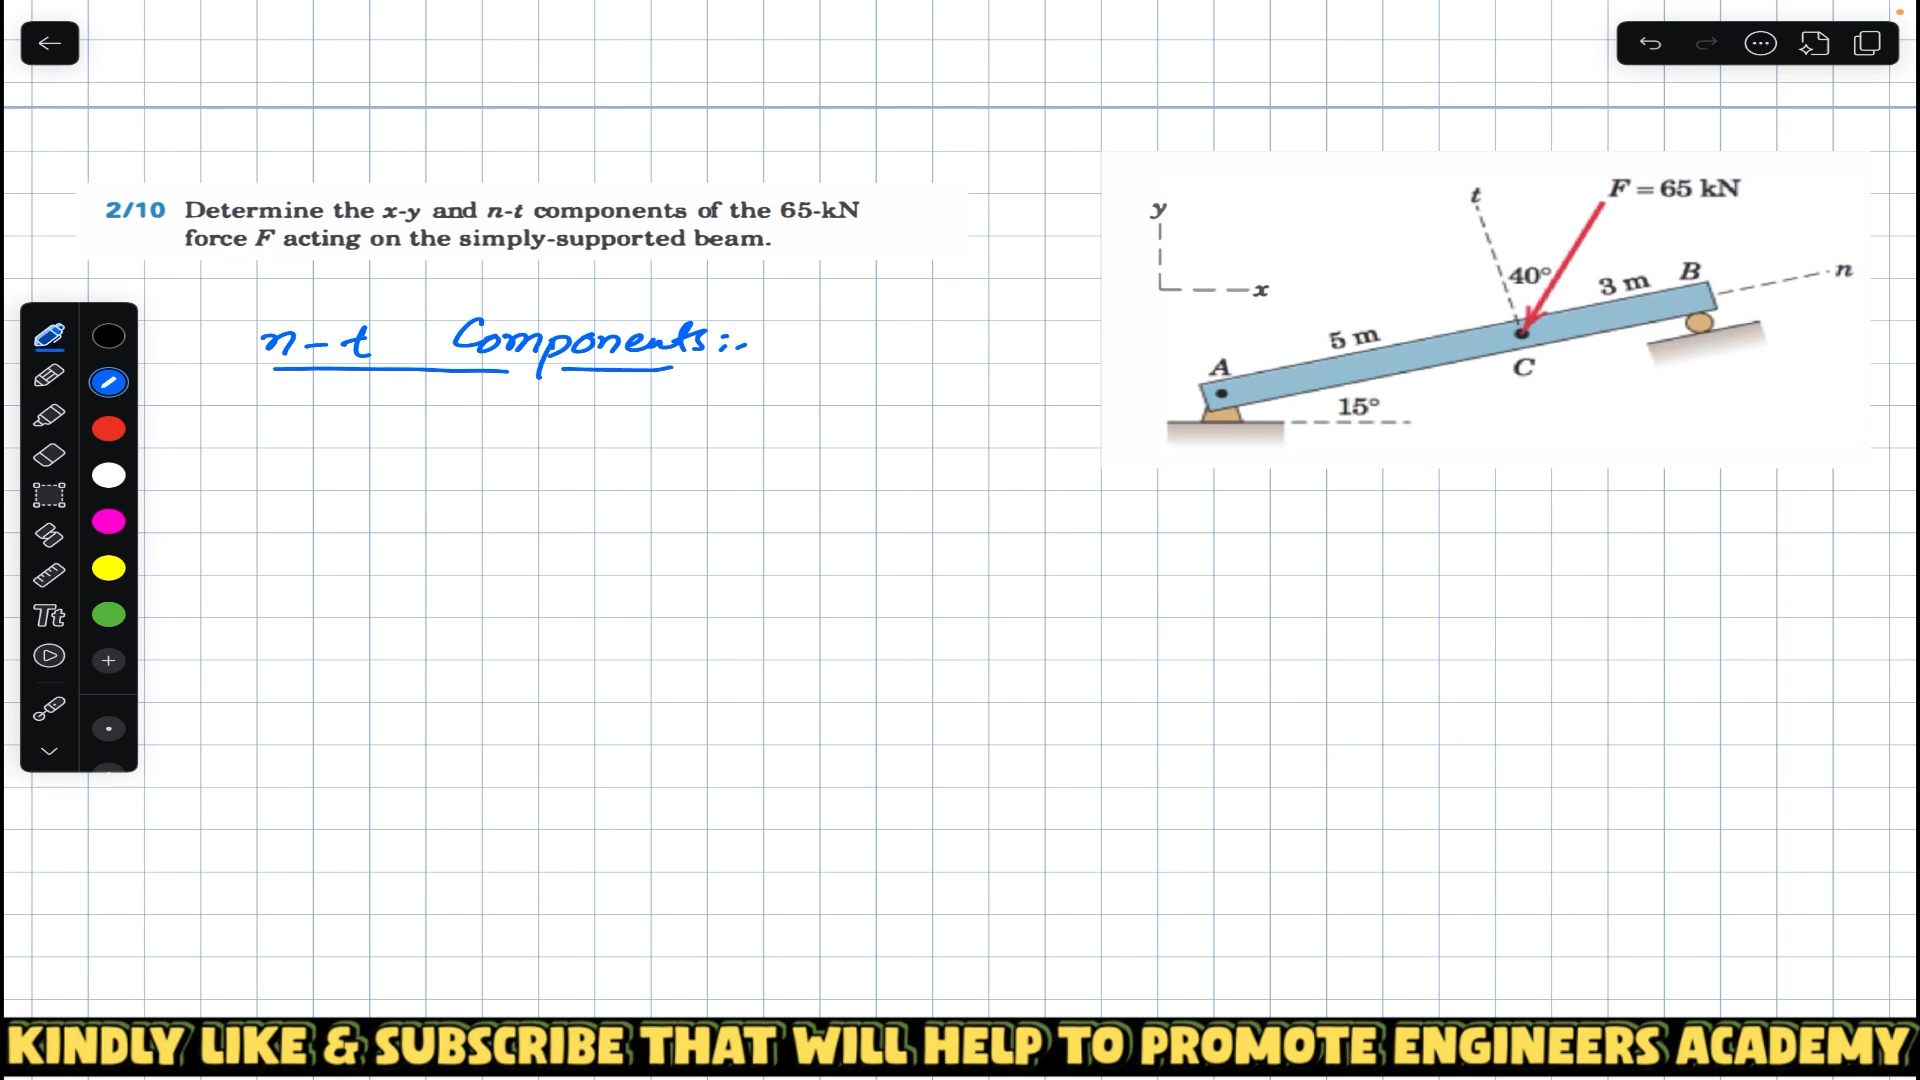 2/10 Determine the x-y and n-t components of the 65-kN
force F acting on the simply-supported beam.
n-t Components:-
y
x
t
F = 65 kN
40°
3 m
B
n
5 m
C
A
15°
Tt
KINDLY LIKE & SUBSCRIBE THAT WILL HELP TO PROMOTE ENGINEERS ACADEMY